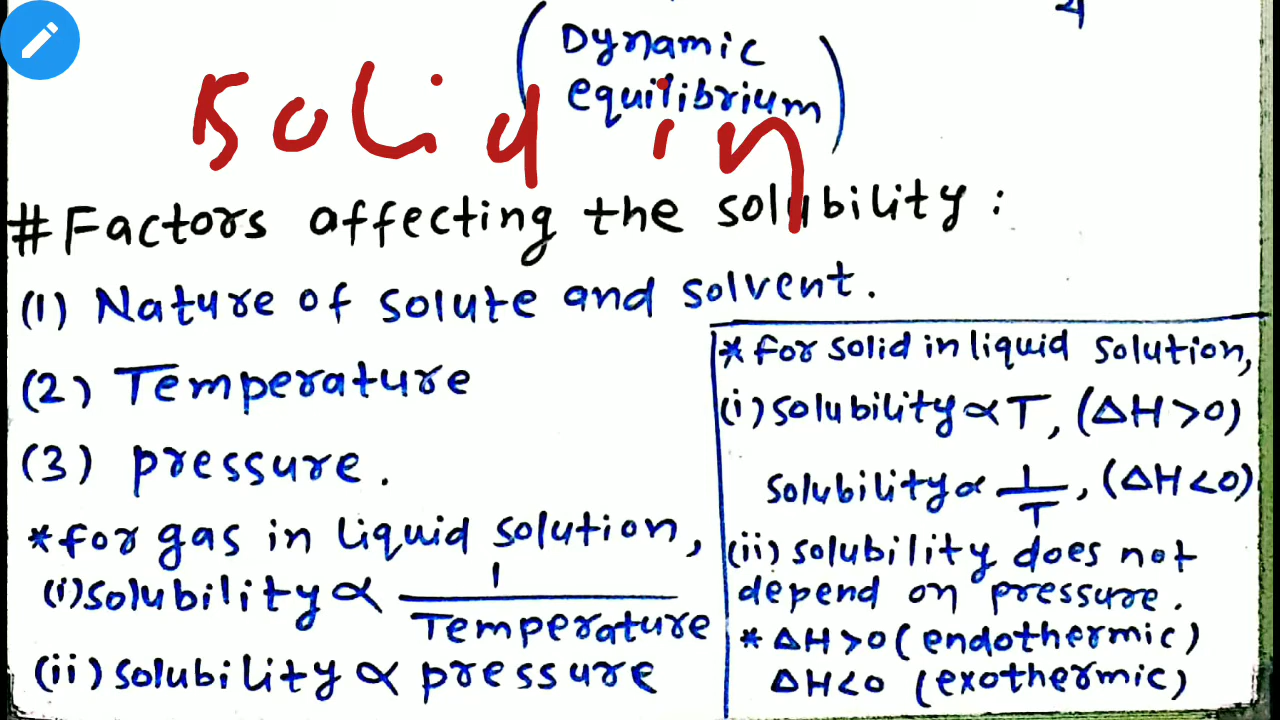 (Dynamic
equilibrium)
solid in
#Factors affecting the solubility:
(1) Nature of solute and solvent.
(2) Temperature
(3) pressure.
*for gas in liquid solution,
(i) solubility ∝ 1/Temperature
(ii) solubility ∝ pressure
*for solid in liquid solution,
(i) solubility ∝ T, (ΔH>0)
solubility ∝ 1/T, (ΔH<0)
(ii) solubility does not
depend on pressure.
*ΔH>0 (endothermic)
ΔH<0 (exothermic)